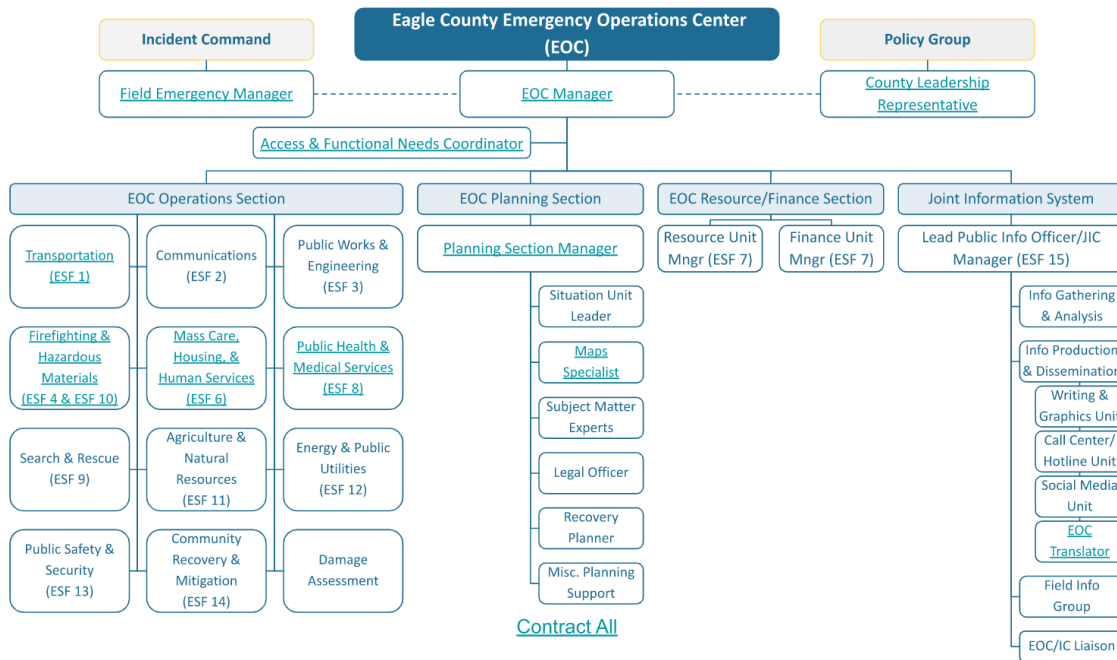 Eagle County Emergency Operations Center
(EOC)
Incident Command
Policy Group
Field Emergency Manager
EOC Manager
County Leadership
Representative
Access & Functional Needs Coordinator
EOC Operations Section
EOC Planning Section
EOC Resource/Finance Section
Joint Information System
Transportation
(ESF 1)
Communications
(ESF 2)
Public Works &
Engineering
(ESF 3)
Firefighting &
Hazardous
Materials
(ESF 4 & ESF 10)
Mass Care,
Housing, &
Human Services
(ESF 6)
Public Health &
Medical Services
(ESF 8)
Search & Rescue
(ESF 9)
Agriculture &
Natural
Resources
(ESF 11)
Energy & Public
Utilities
(ESF 12)
Public Safety &
Security
(ESF 13)
Community
Recovery &
Mitigation
(ESF 14)
Damage
Assessment
Planning Section Manager
Situation Unit
Leader
Maps
Specialist
Subject Matter
Experts
Legal Officer
Recovery
Planner
Misc. Planning
Support
Resource Unit
Mngr (ESF 7)
Finance Unit
Mngr (ESF 7)
Lead Public Info Officer/JIC
Manager (ESF 15)
Info Gathering
& Analysis
Info Production
& Dissemination
Writing &
Graphics Unit
Call Center/
Hotline Unit
Social Media
Unit
EOC
Translator
Field Info
Group
EOC/IC Liaison
Contract All